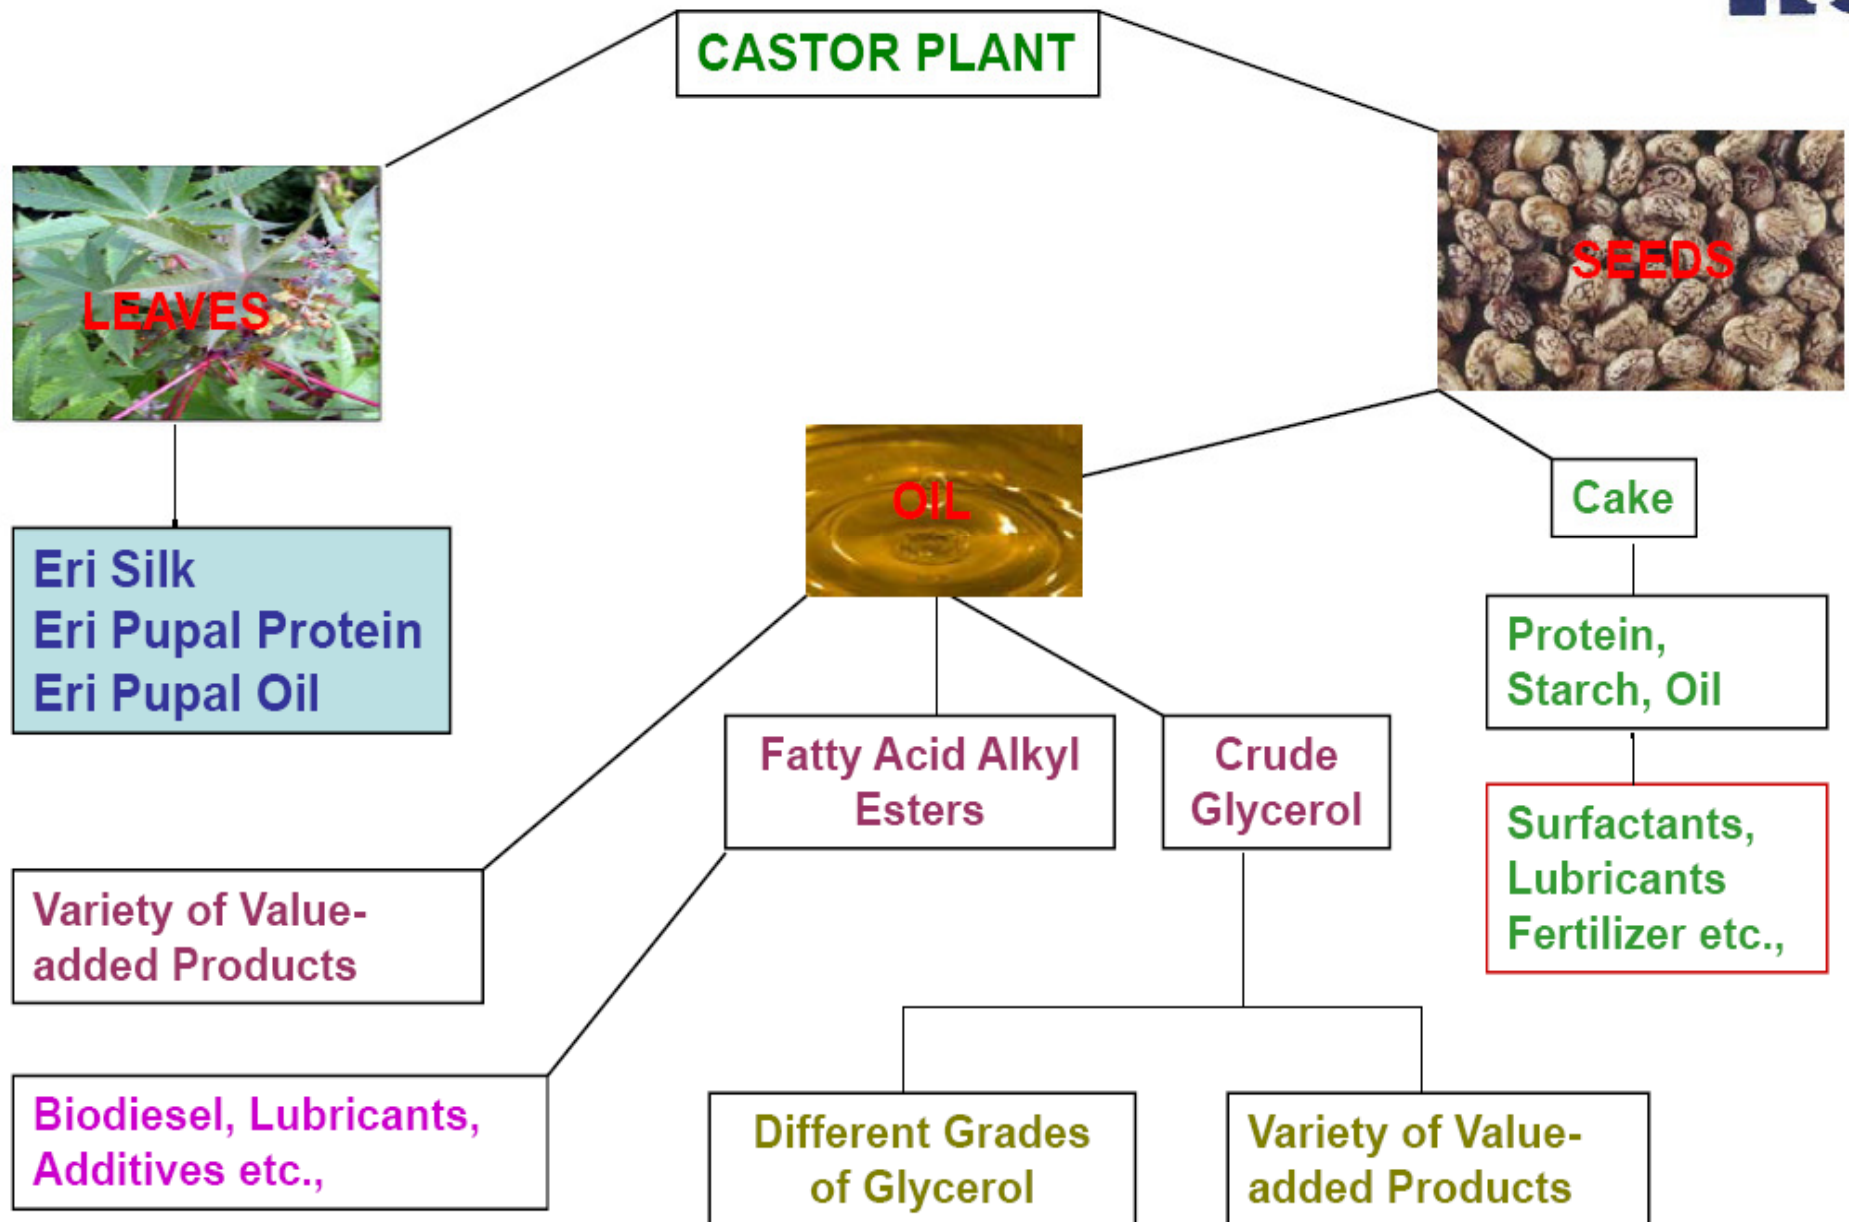 CASTOR PLANT
LEAVES
SEEDS
OIL
Cake
Eri Silk
Eri Pupal Protein
Eri Pupal Oil
Protein,
Starch, Oil
Fatty Acid Alkyl
Esters
Crude
Glycerol
Surfactants,
Lubricants
Fertilizer etc.,
Variety of Value-
added Products
Biodiesel, Lubricants,
Additives etc.,
Different Grades
of Glycerol
Variety of Value-
added Products